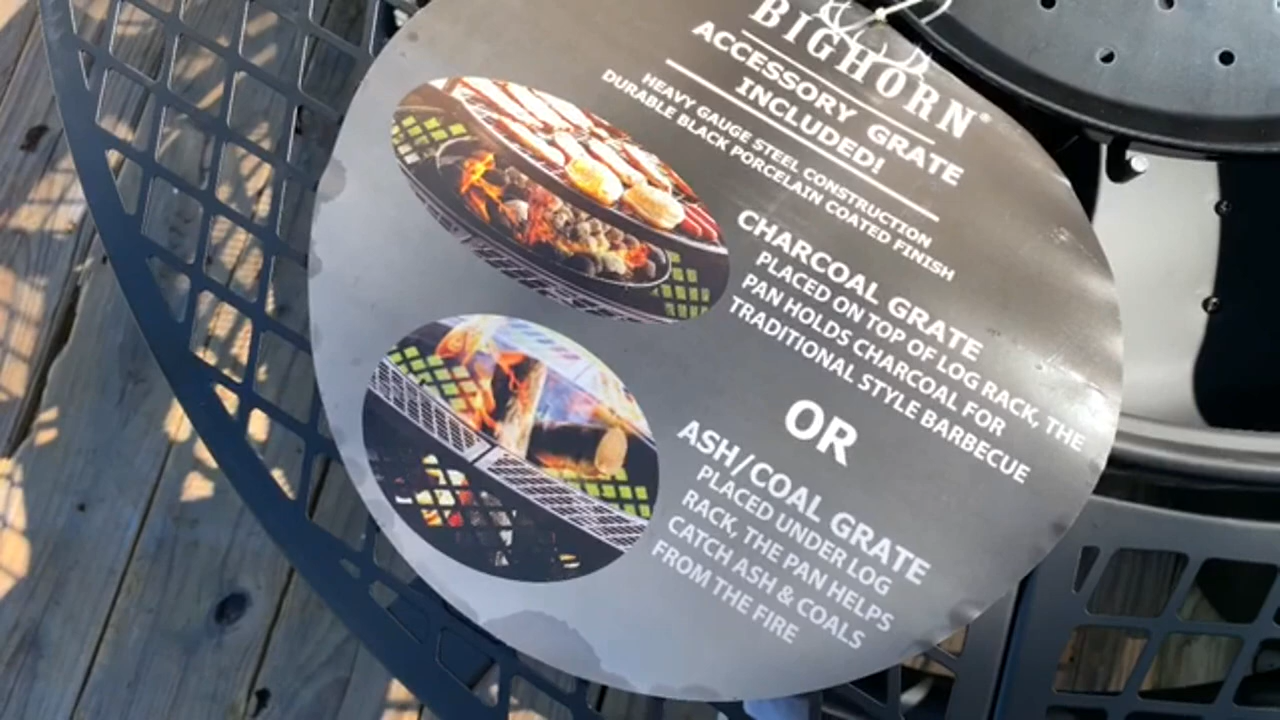 &
BIGHORN®
ACCESSORY GRATE
INCLUDED!
HEAVY GAUGE STEEL CONSTRUCTION
DURABLE BLACK PORCELAIN COATED FINISH
CHARCOAL GRATE
PLACED ON TOP OF LOG RACK, THE
PAN HOLDS CHARCOAL FOR
TRADITIONAL STYLE BARBECUE
OR
ASH/COAL GRATE
PLACED UNDER LOG
RACK, THE PAN HELPS
CATCH ASH & COALS
FROM THE FIRE